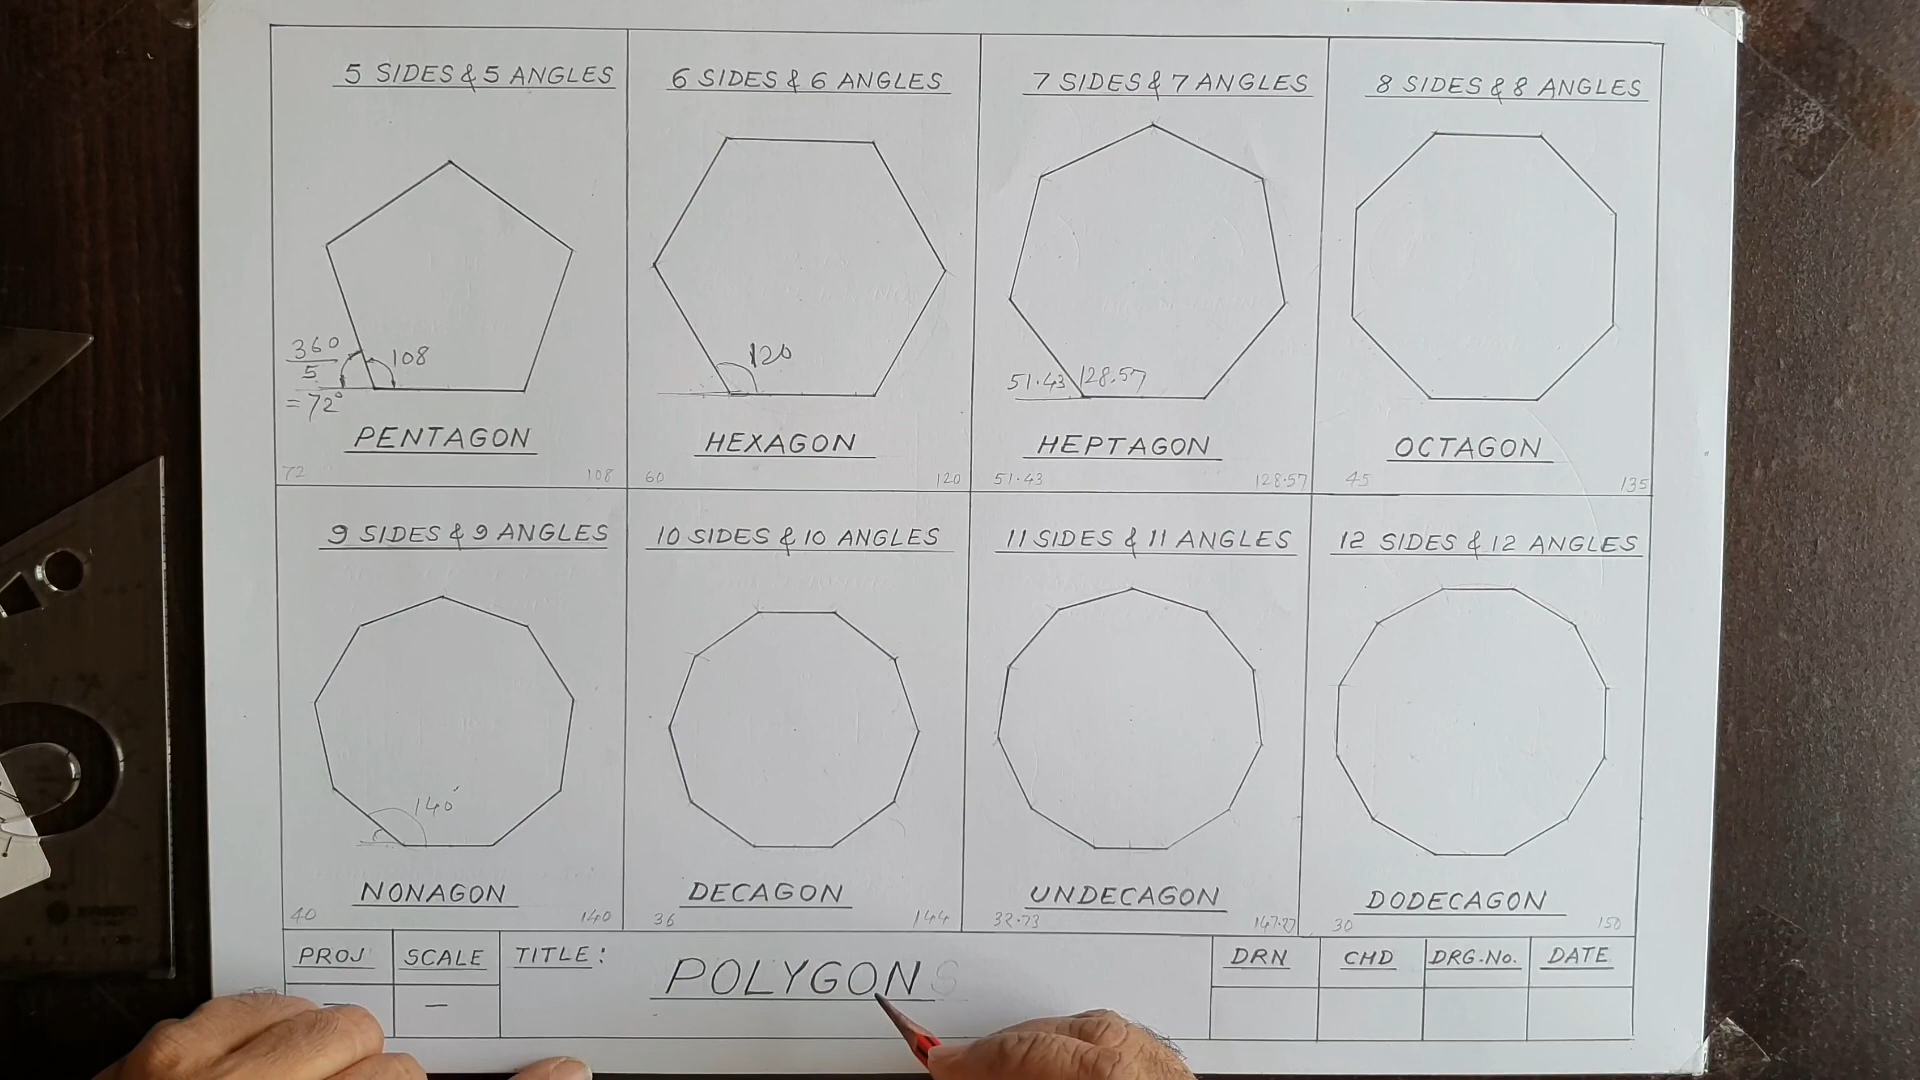 5 SIDES & 5 ANGLES
360
5
= 72°
108
PENTAGON
72 108
6 SIDES & 6 ANGLES
120
HEXAGON
60 120
7 SIDES & 7 ANGLES
51.43 128.57
HEPTAGON
51.43 128.57
8 SIDES & 8 ANGLES
OCTAGON
45 135
9 SIDES & 9 ANGLES
140°
NONAGON
40 140
10 SIDES & 10 ANGLES
DECAGON
36 144
11 SIDES & 11 ANGLES
UNDECAGON
32.73 147.27
12 SIDES & 12 ANGLES
DODECAGON
30 150
PROJ
—
SCALE
—
TITLE:
POLYGONS
DRN
CHD
DRG.No.
DATE